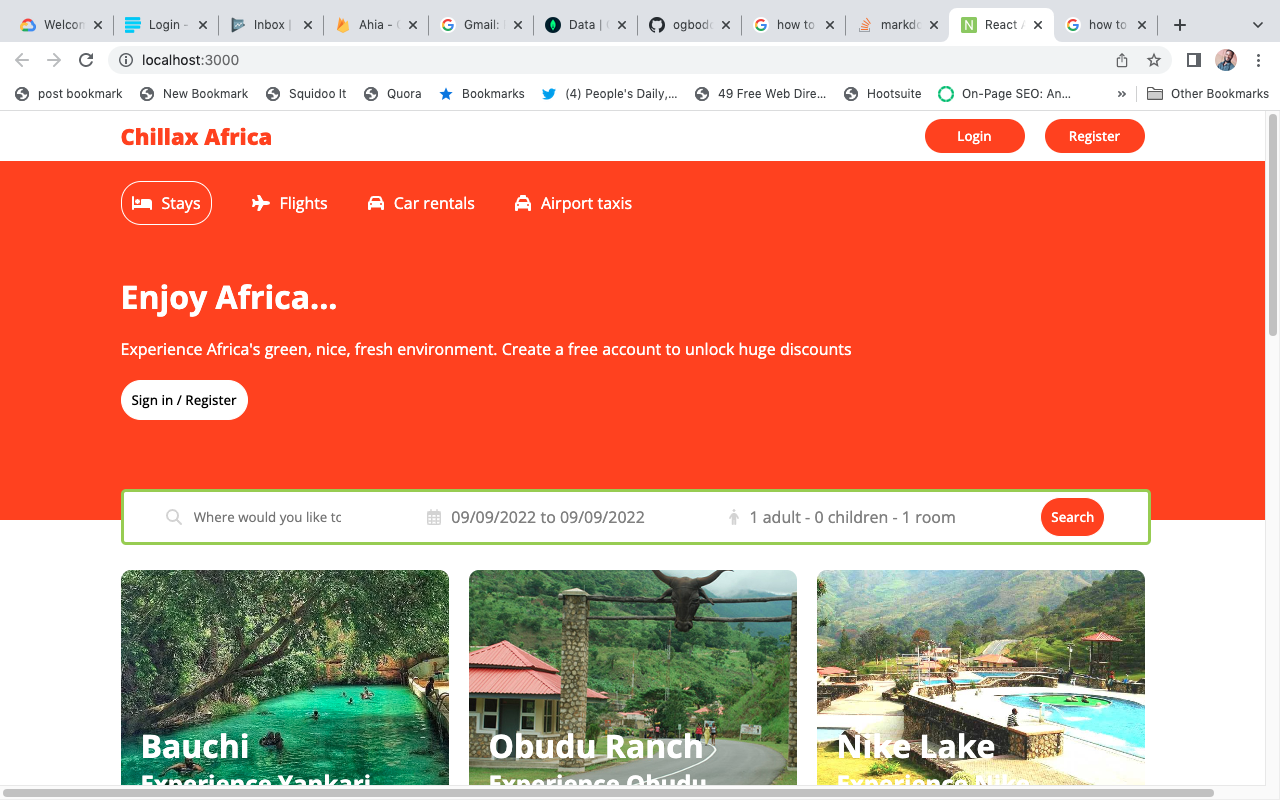 Welcon
Login -
Inbox |
Ahia - 
Gmail:
Data |
ogbodo
how to
markdo
React A
how to
localhost:3000
post bookmark
New Bookmark
Squidoo It
Quora
Bookmarks
(4) People's Daily,...
49 Free Web Dire...
Hootsuite
On-Page SEO: An...
»
Other Bookmarks
Chillax Africa
Login
Register
Stays
Flights
Car rentals
Airport taxis
Enjoy Africa...
Experience Africa's green, nice, fresh environment. Create a free account to unlock huge discounts
Sign in / Register
Where would you like to
09/09/2022 to 09/09/2022
1 adult - 0 children - 1 room
Search
Bauchi
Obudu Ranch
Nike Lake
Experience Yankari
Experience Obudu
Experience Nike